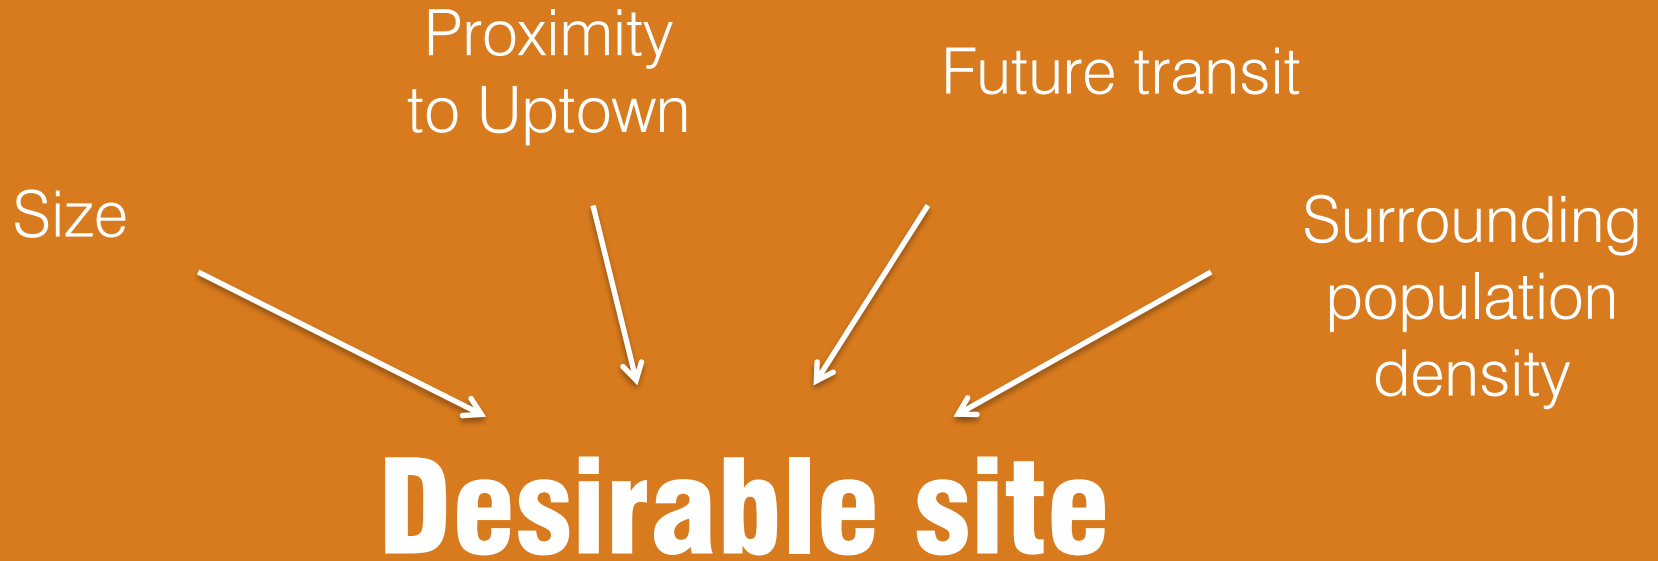 Proximity
to Uptown
Future transit
Size
Surrounding
population
density
Desirable site